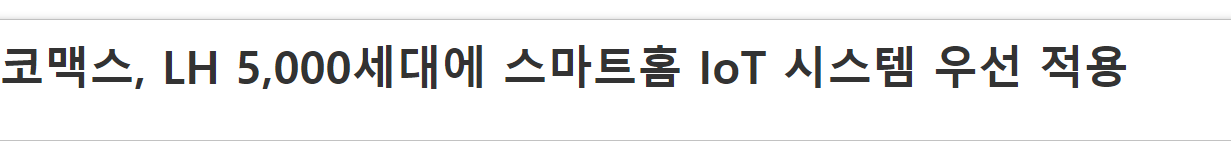 코맥스, LH 5,000세대에 스마트홈 IoT 시스템 우선 적용